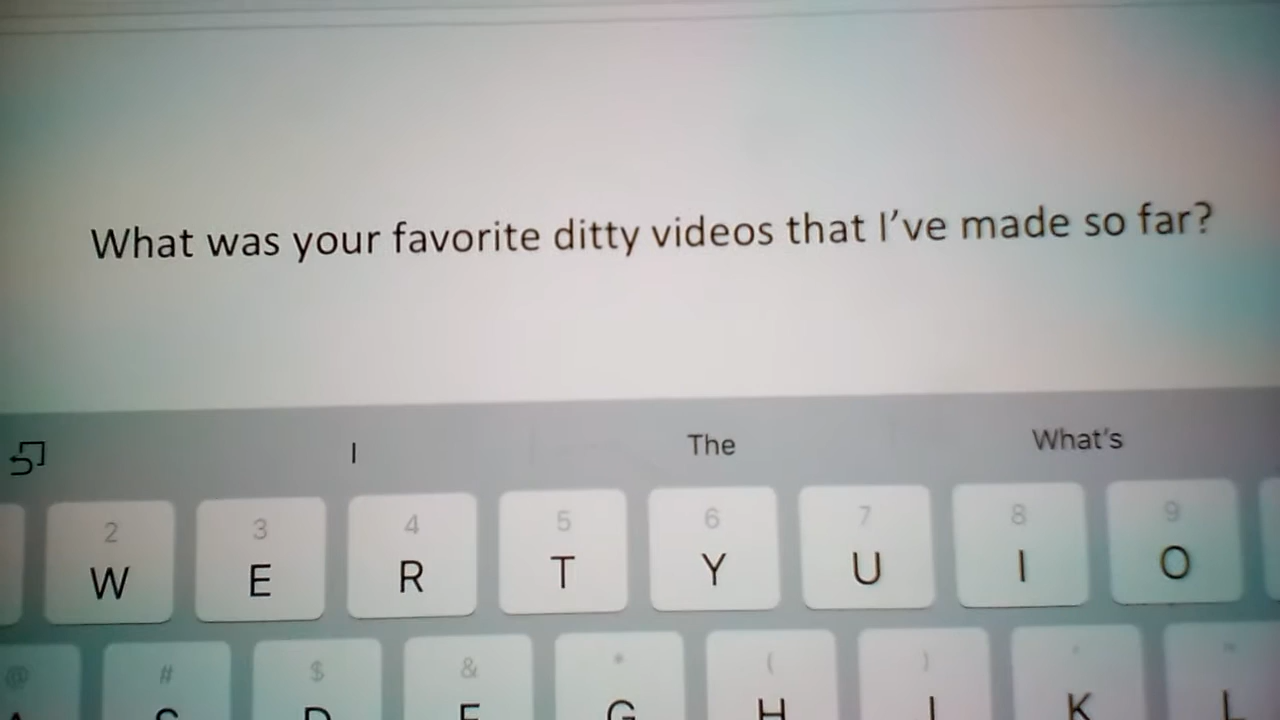 What was your favorite ditty videos that I've made so far?
I The What's
2 3 4 5 6 7 8 9
W E R T Y U I O
@ # $ & * ( ) ' "
S D F G H J K L